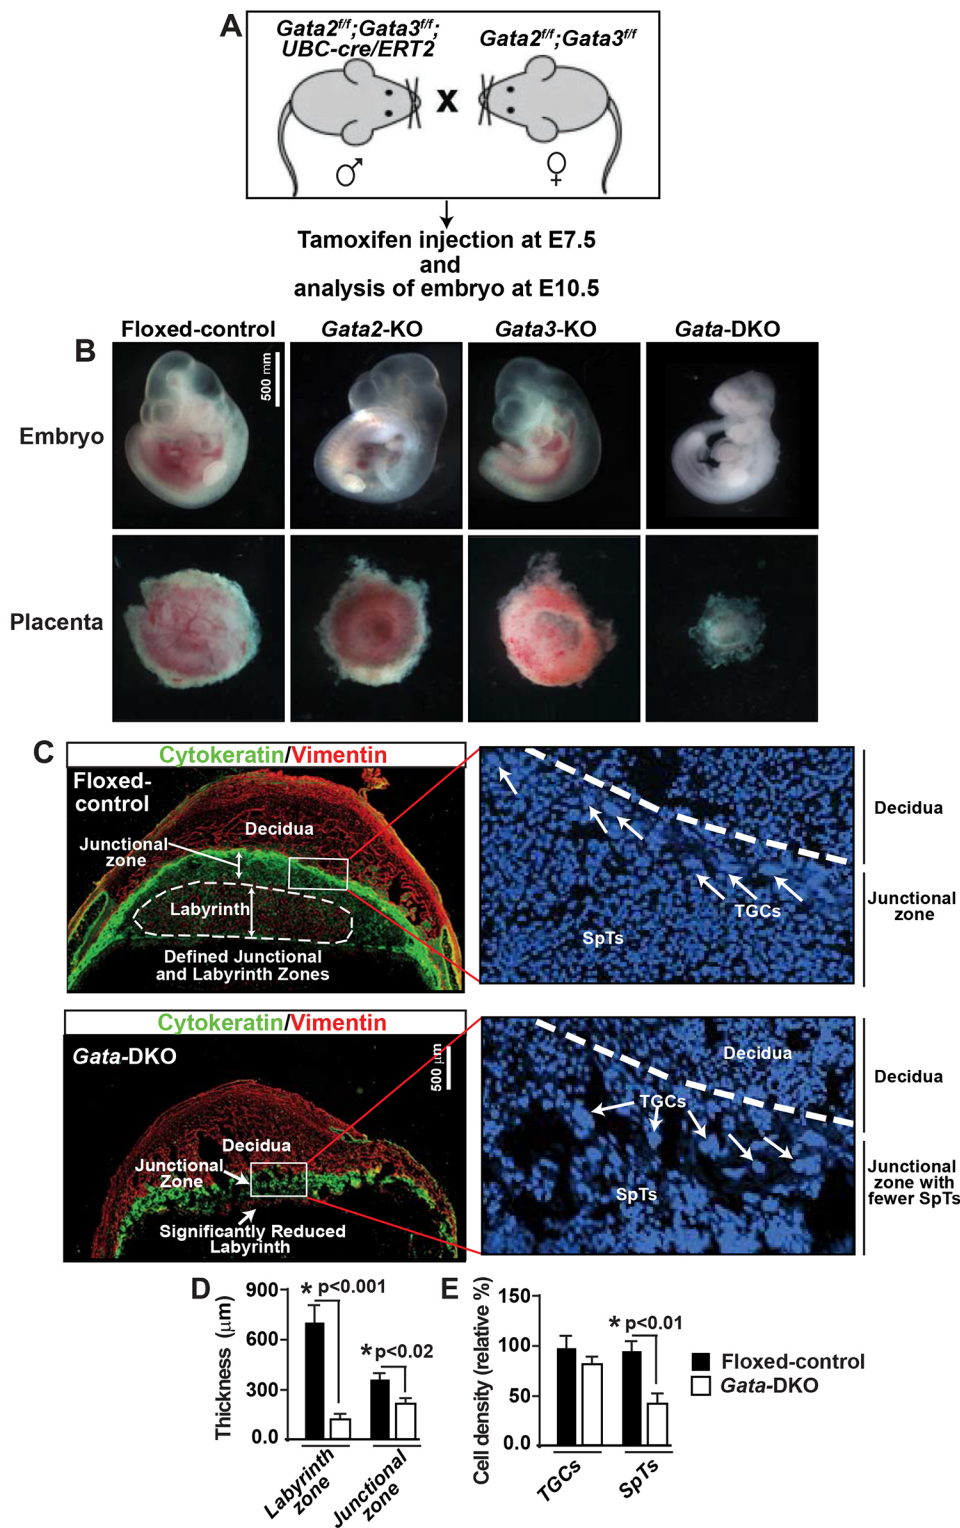 A
Gata2f/f;Gata3f/f;
UBC-cre/ERT2
Gata2f/f;Gata3f/f
X
♂
♀
Tamoxifen injection at E7.5
and
analysis of embryo at E10.5
B
Floxed-control
Gata2-KO
Gata3-KO
Gata-DKO
500 mm
Embryo
Placenta
C
Cytokeratin/Vimentin
Floxed-
control
Decidua
Junctional
zone
Labyrinth
Defined Junctional
and Labyrinth Zones
TGCs
SpTs
Decidua
Junctional
zone
Cytokeratin/Vimentin
Gata-DKO
500 μm
Decidua
Junctional
Zone
Significantly Reduced
Labyrinth
Decidua
TGCs
SpTs
Decidua
Junctional
zone with
fewer SpTs
D
Thickness (μm)
900
600
300
0.0
* p<0.001
* p<0.02
Labyrinth
zone
Junctional
zone
E
Cell density (relative %)
150
100
50
0.0
* p<0.01
TGCs
SpTs
Floxed-control
Gata-DKO